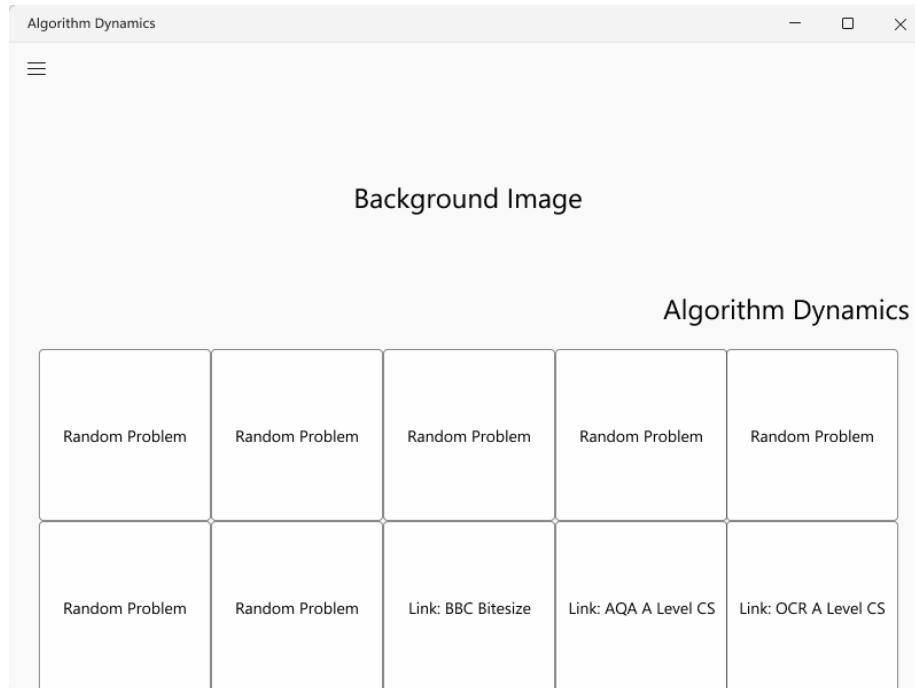 Algorithm Dynamics
Background Image
Algorithm Dynamics
Random Problem Random Problem Random Problem Random Problem Random Problem
Random Problem Random Problem Link: BBC Bitesize Link: AQA A Level CS Link: OCR A Level CS